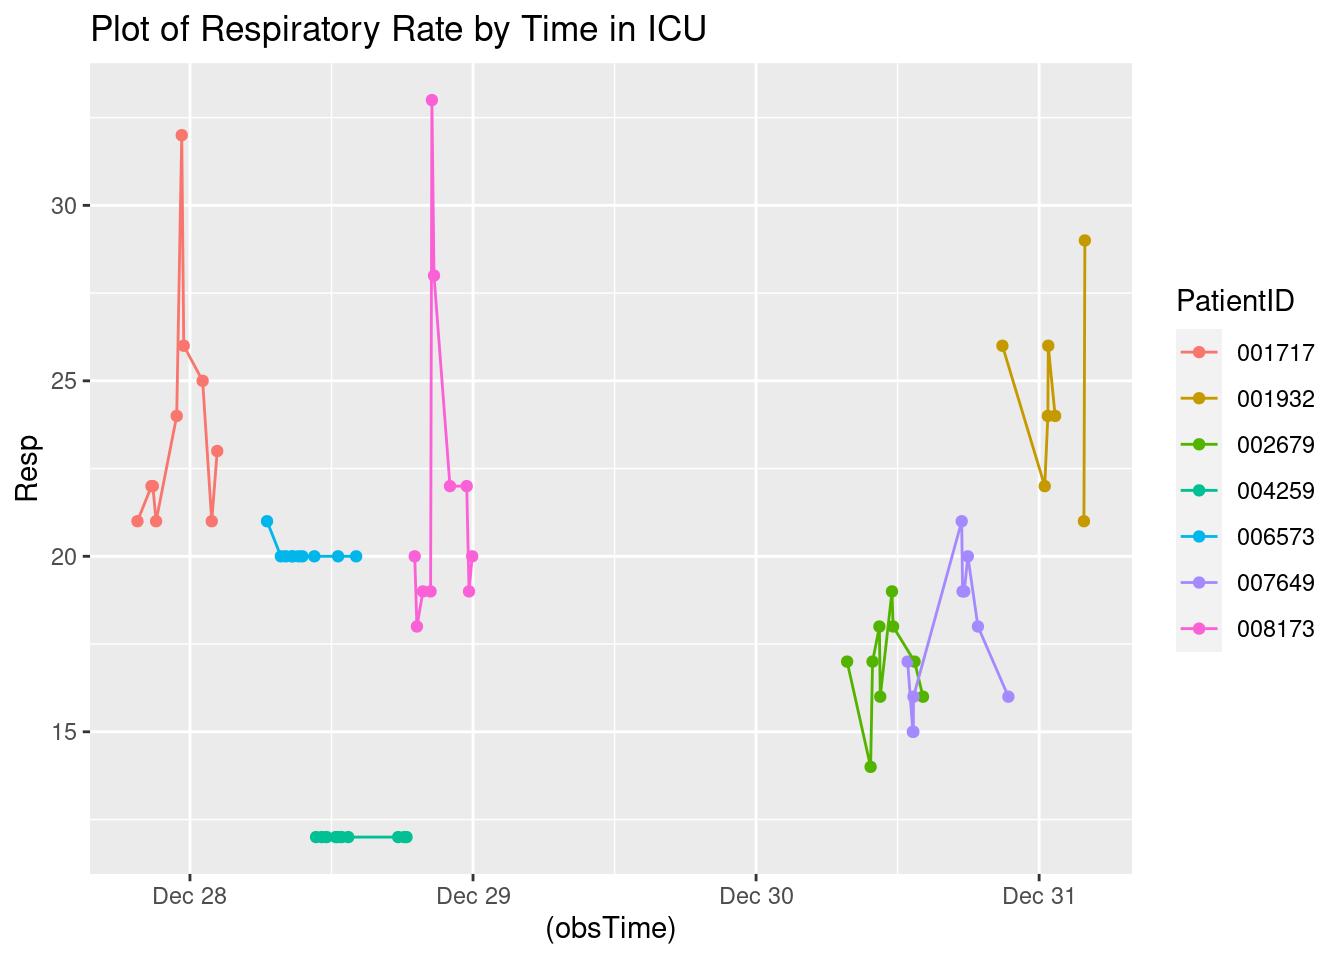 Plot of Respiratory Rate by Time in ICU
Resp
30
25
20
15
Dec 28
Dec 29
Dec 30
Dec 31
(obsTime)
PatientID
001717
001932
002679
004259
006573
007649
008173